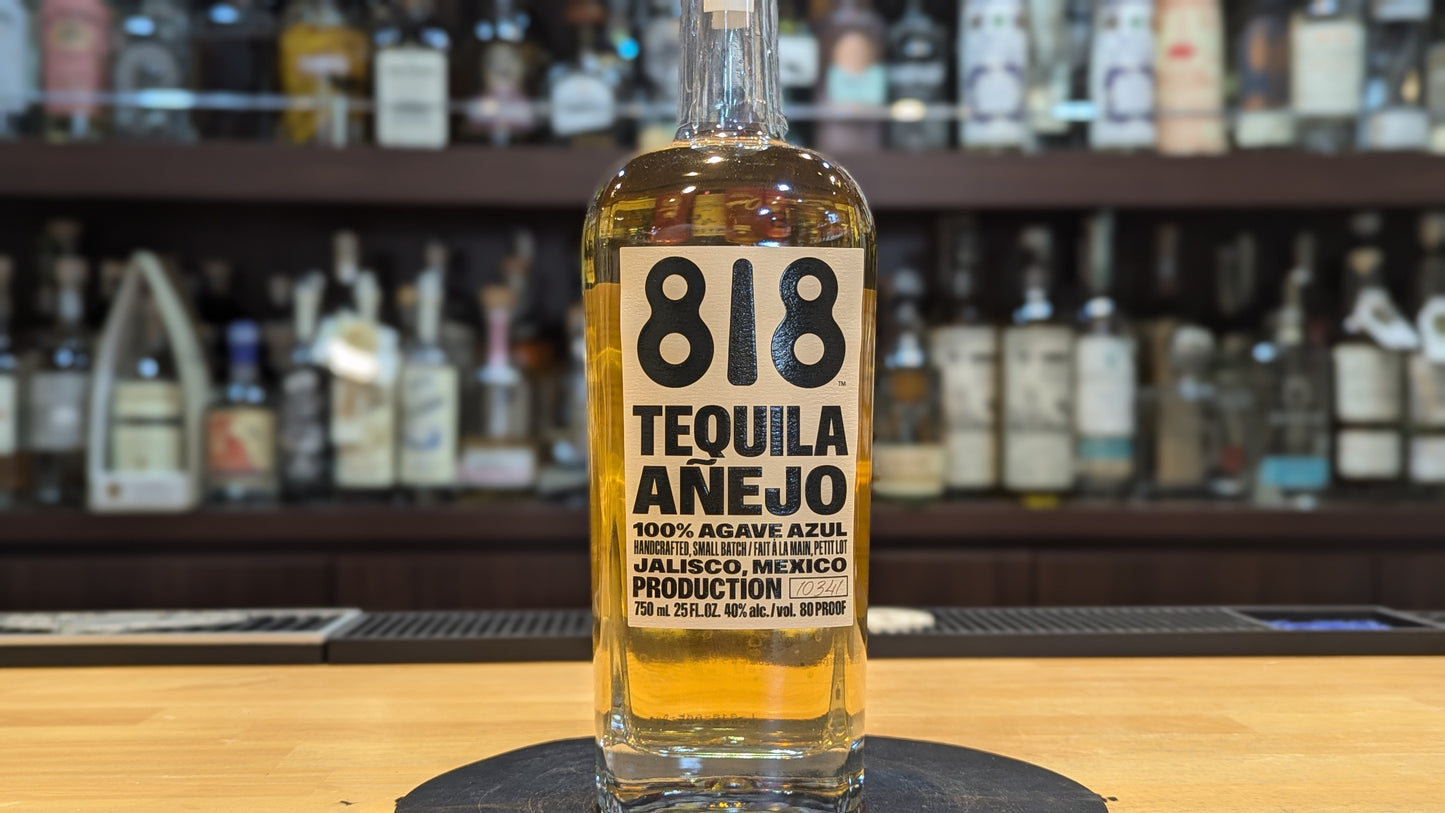 818
TM
TEQUILA
AÑEJO
100% AGAVE AZUL
HANDCRAFTED, SMALL BATCH / FAIT À LA MAIN, PETIT LOT
JALISCO, MEXICO
PRODUCTION 10341
750 mL 25 FL.OZ. 40% alc./vol. 80 PROOF